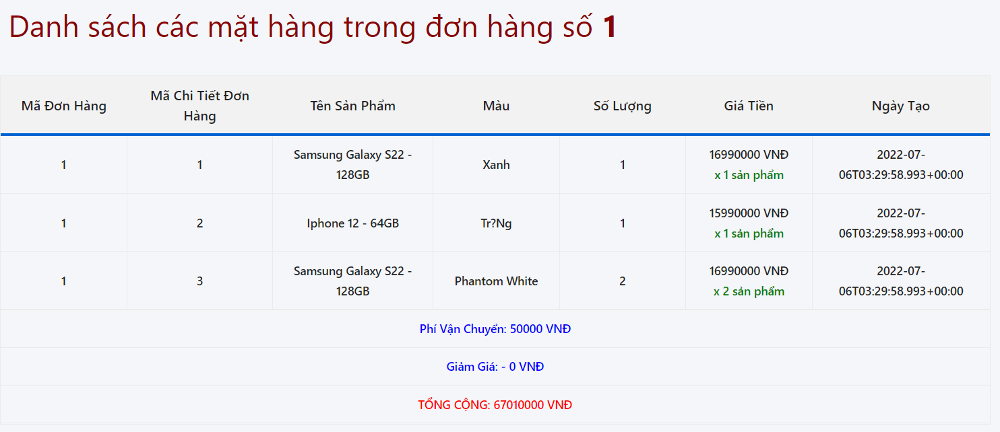 Danh sách các mặt hàng trong đơn hàng số 1
Mã Đơn Hàng
Mã Chi Tiết Đơn
Hàng
Tên Sản Phẩm
Màu
Số Lượng
Giá Tiền
Ngày Tạo
1
1
Samsung Galaxy S22 -
128GB
Xanh
1
16990000 VNĐ
x 1 sản phẩm
2022-07-
06T03:29:58.993+00:00
1
2
Iphone 12 - 64GB
Tr?Ng
1
15990000 VNĐ
x 1 sản phẩm
2022-07-
06T03:29:58.993+00:00
1
3
Samsung Galaxy S22 -
128GB
Phantom White
2
16990000 VNĐ
x 2 sản phẩm
2022-07-
06T03:29:58.993+00:00
Phí Vận Chuyển: 50000 VNĐ
Giảm Giá: - 0 VNĐ
TỔNG CỘNG: 67010000 VNĐ